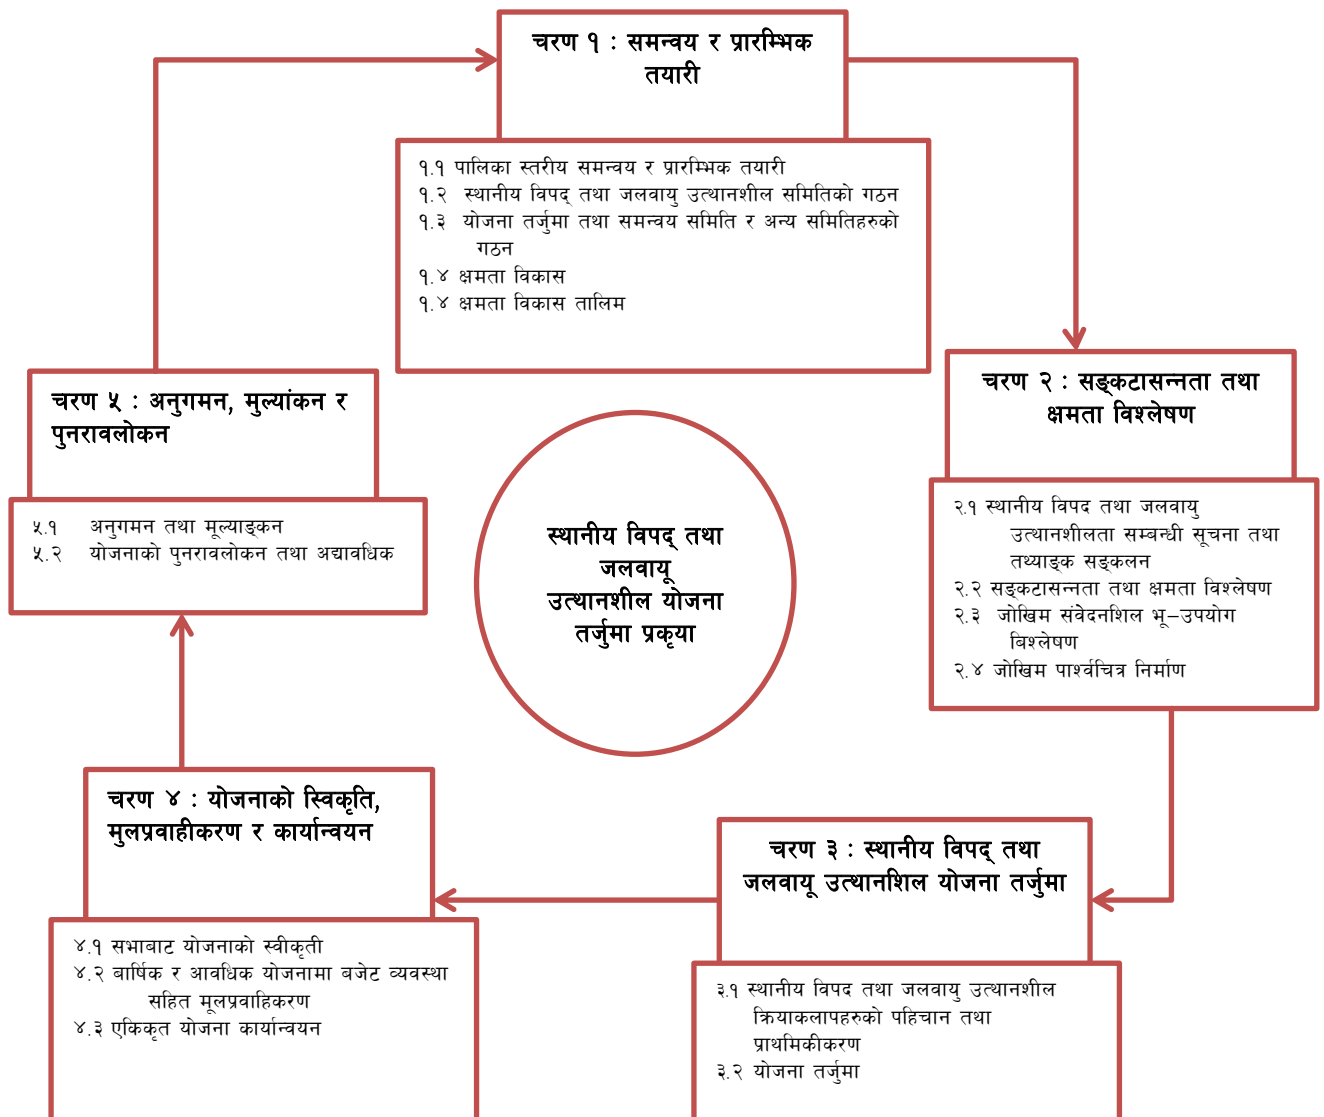 चरण १ : समन्वय र प्रारम्भिक
तयारी
१.१ पालिका स्तरीय समन्वय र प्रारम्भिक तयारी
१.२ स्थानीय विपद् तथा जलवायु उत्थानशील समितिको गठन
१.३ योजना तर्जुमा तथा समन्वय समिति र अन्य समितिहरुको
गठन
१.४ क्षमता विकास
१.४ क्षमता विकास तालिम
चरण २ : सङ्कटासन्नता तथा
क्षमता विश्लेषण
२.१ स्थानीय विपद तथा जलवायु
उत्थानशीलता सम्बन्धी सूचना तथा
तथ्याङ्क सङ्कलन
२.२ सङ्कटासन्नता तथा क्षमता विश्लेषण
२.३ जोखिम संवेदनशिल भू–उपयोग
बिश्लेषण
२.४ जोखिम पार्श्वचित्र निर्माण
चरण ३ : स्थानीय विपद् तथा
जलवायू उत्थानशिल योजना तर्जुमा
३.१ स्थानीय विपद तथा जलवायु उत्थानशील
क्रियाकलापहरुको पहिचान तथा
प्राथमिकीकरण
३.२ योजना तर्जुमा
चरण ४ : योजनाको स्विकृति,
मुलप्रवाहीकरण र कार्यान्वयन
४.१ सभाबाट योजनाको स्वीकृती
४.२ बार्षिक र आवधिक योजनामा बजेट व्यवस्था
सहित मूलप्रवाहिकरण
४.३ एकिकृत योजना कार्यान्वयन
चरण ५ : अनुगमन, मुल्यांकन र
पुनरावलोकन
५.१ अनुगमन तथा मूल्याङ्कन
५.२ योजनाको पुनरावलोकन तथा अद्यावधिक
स्थानीय विपद् तथा
जलवायू
उत्थानशील योजना
तर्जुमा प्रकृया